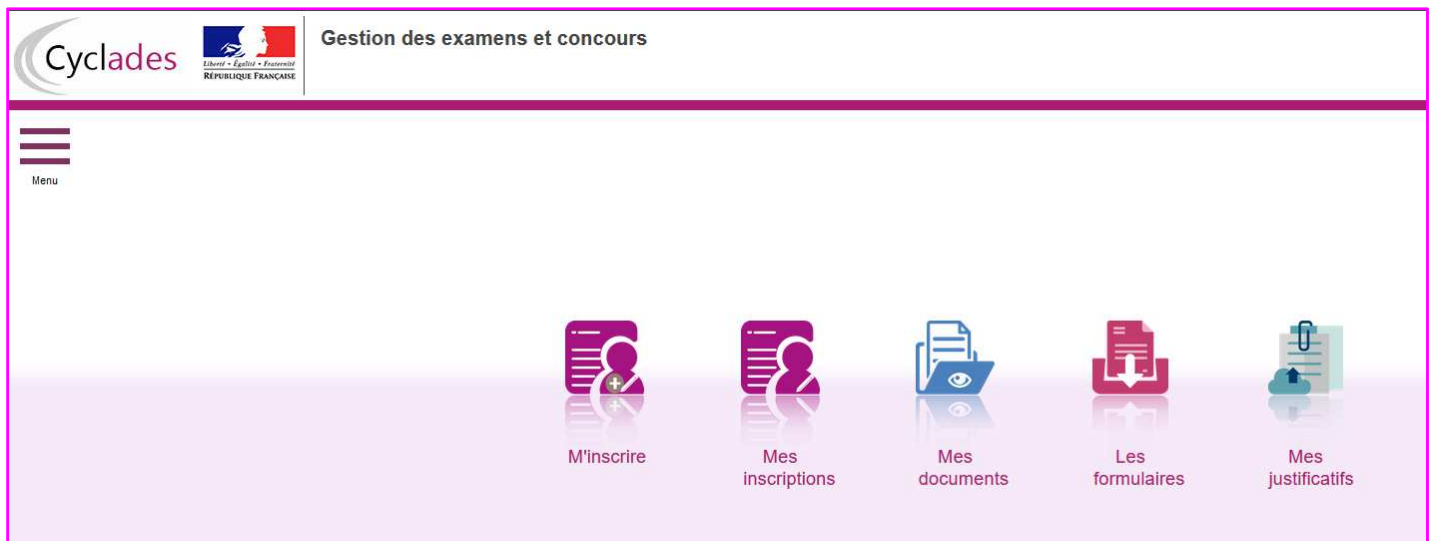 Cyclades
Liberté • Égalité • Fraternité
RÉPUBLIQUE FRANÇAISE
Gestion des examens et concours
Menu
M'inscrire
Mes
inscriptions
Mes
documents
Les
formulaires
Mes
justificatifs